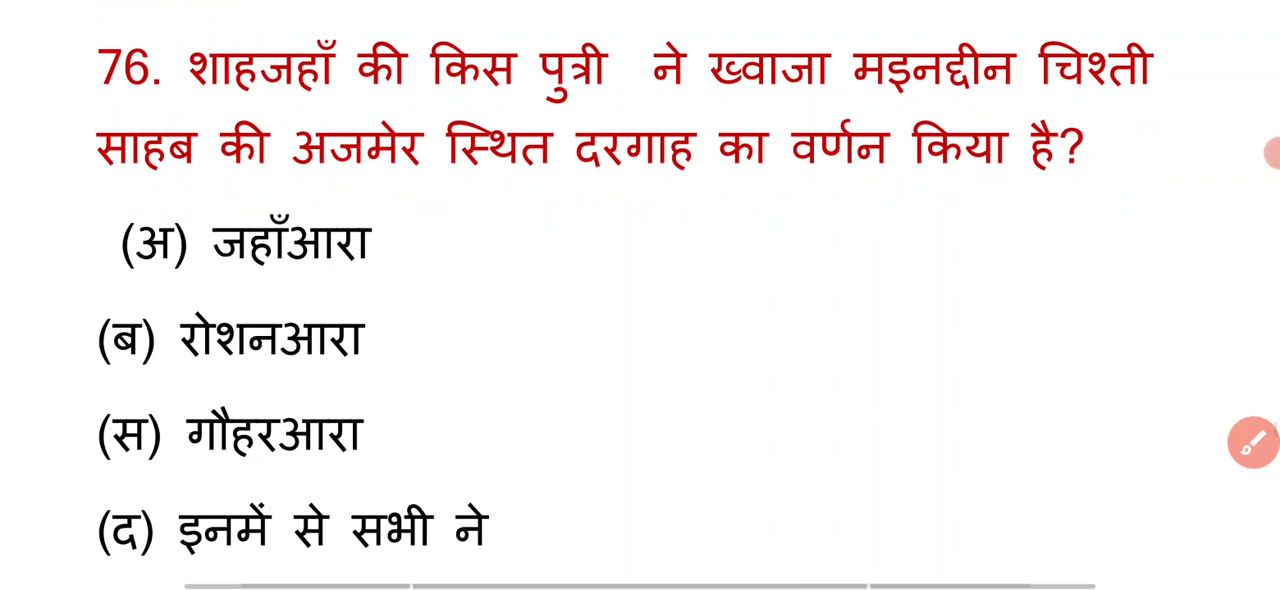 76. शाहजहाँ की किस पुत्री ने ख्वाजा मइनद्दीन चिश्ती
साहब की अजमेर स्थित दरगाह का वर्णन किया है?
(अ) जहाँआरा
(ब) रोशनआरा
(स) गौहरआरा
(द) इनमें से सभी ने